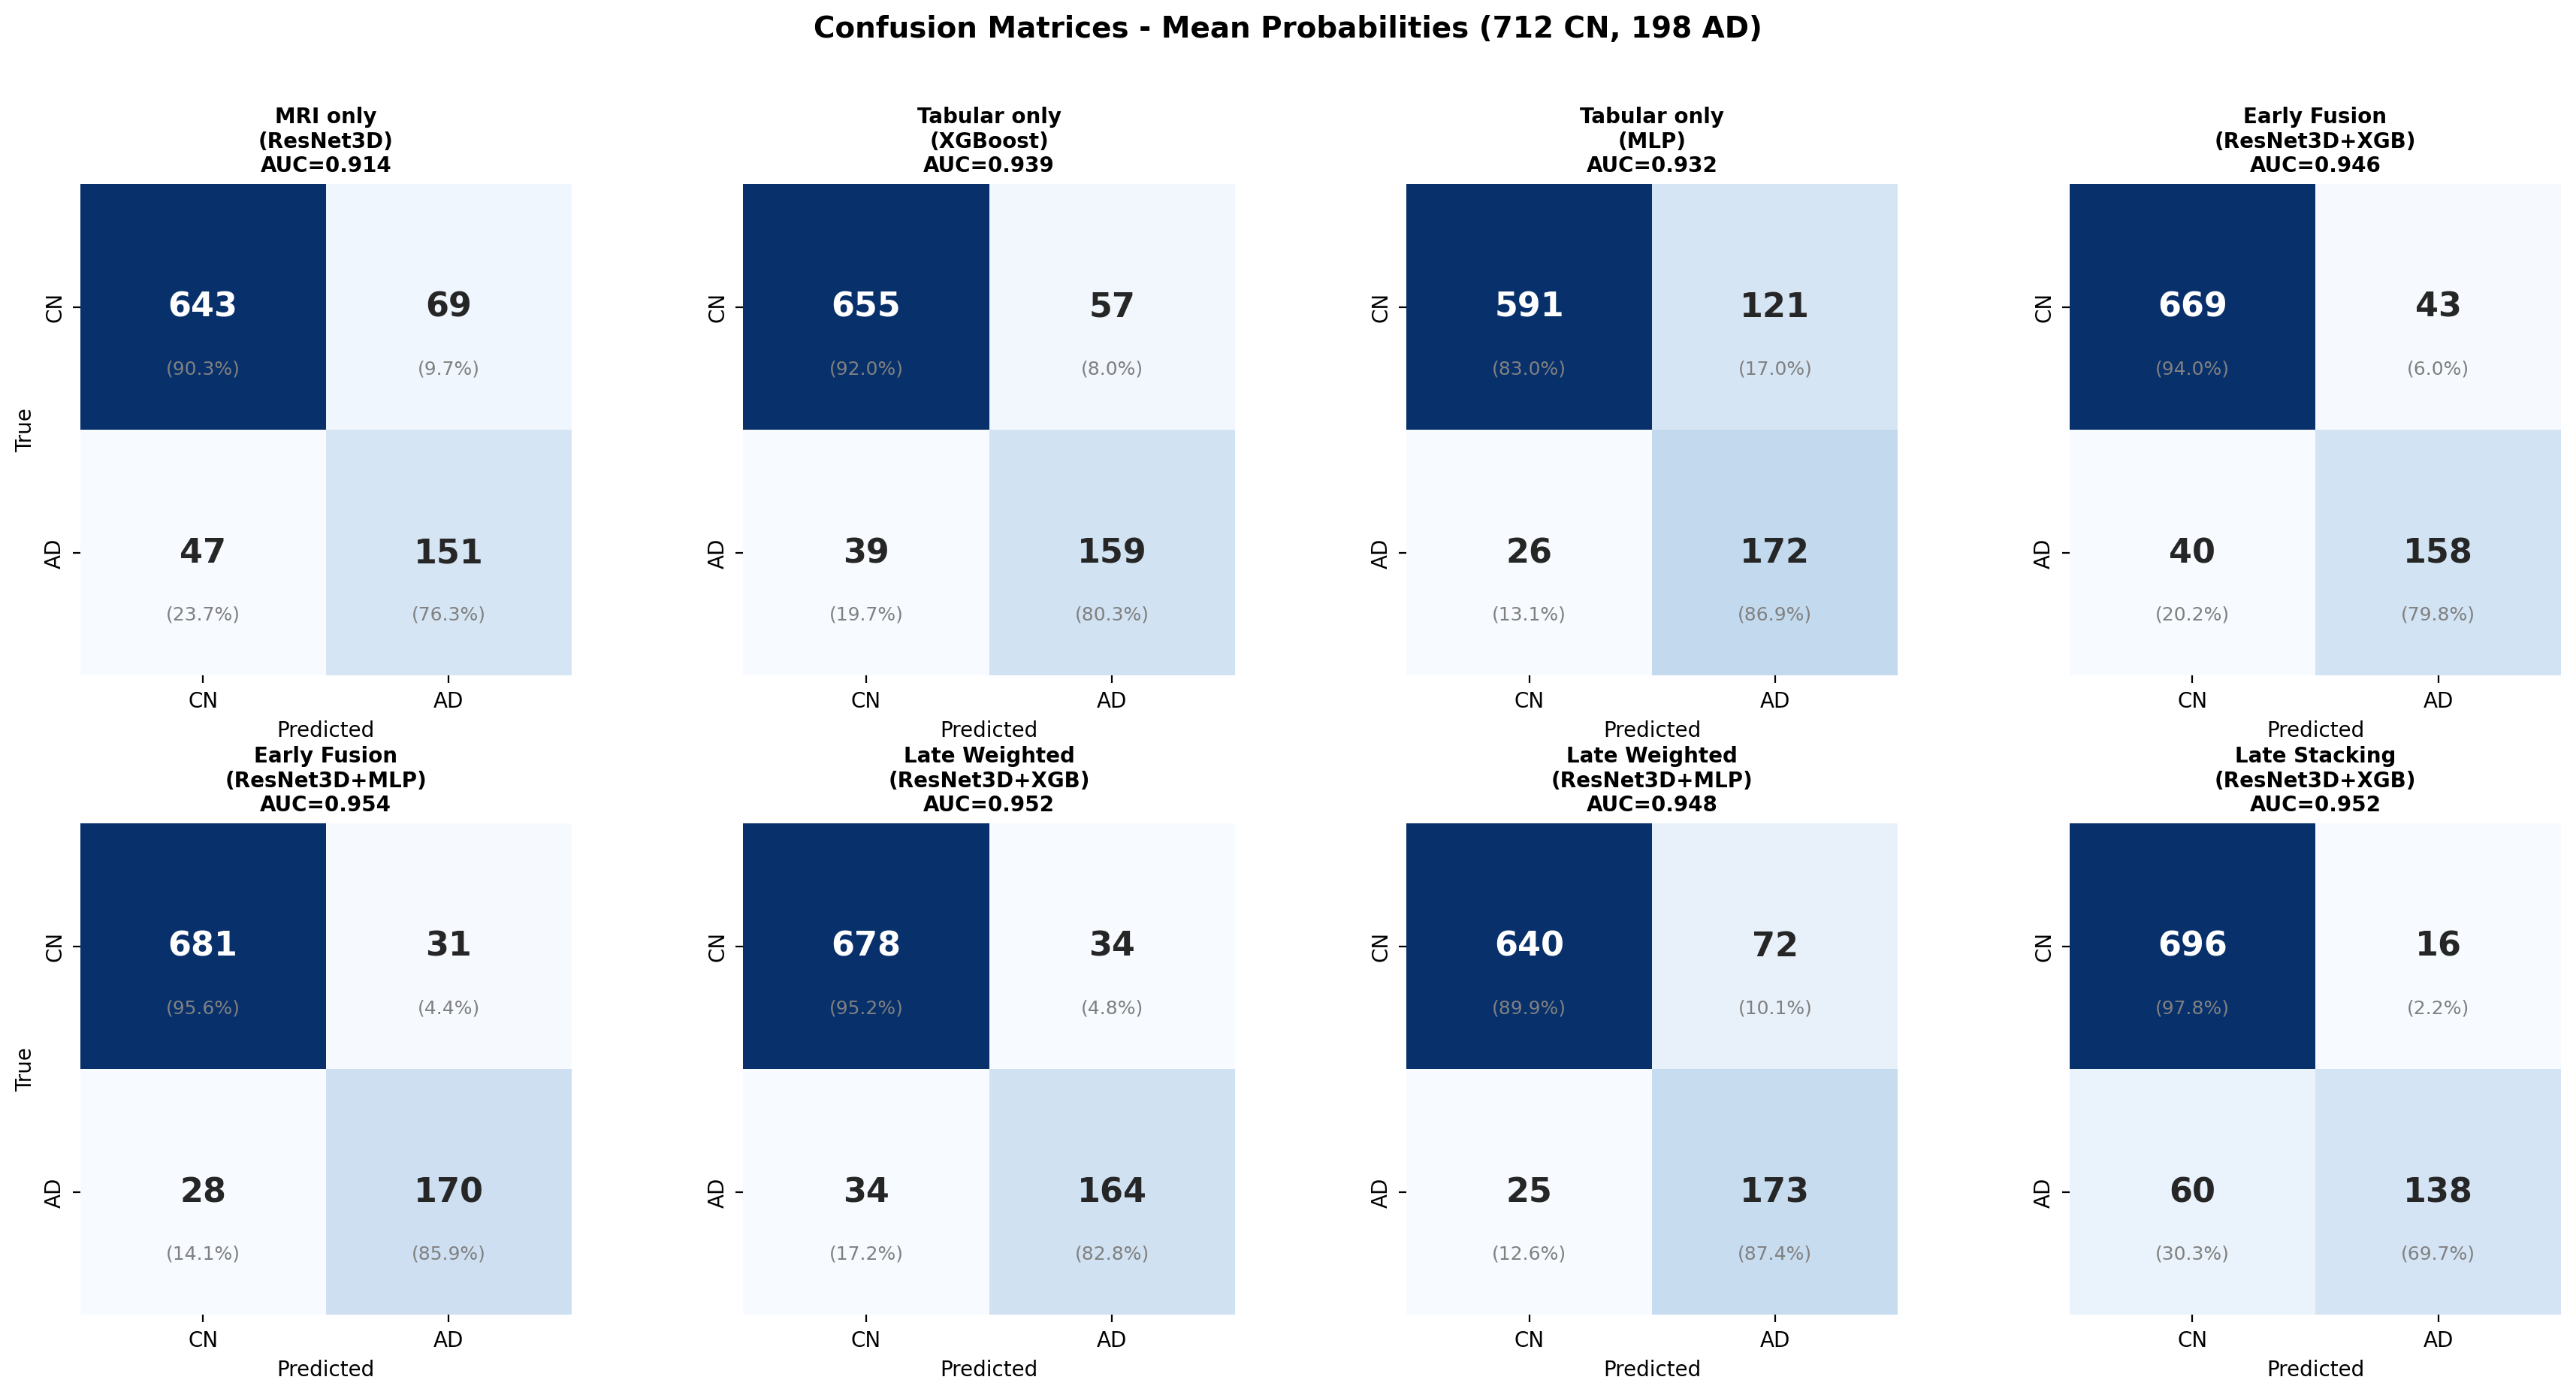 Confusion Matrices - Mean Probabilities (712 CN, 198 AD)
MRI only
(ResNet3D)
AUC=0.914
True
CN
643
(90.3%)
69
(9.7%)
AD
47
(23.7%)
151
(76.3%)
CN
AD
Predicted
Tabular only
(XGBoost)
AUC=0.939
CN
655
(92.0%)
57
(8.0%)
AD
39
(19.7%)
159
(80.3%)
CN
AD
Predicted
Tabular only
(MLP)
AUC=0.932
CN
591
(83.0%)
121
(17.0%)
AD
26
(13.1%)
172
(86.9%)
CN
AD
Predicted
Early Fusion
(ResNet3D+XGB)
AUC=0.946
CN
669
(94.0%)
43
(6.0%)
AD
40
(20.2%)
158
(79.8%)
CN
AD
Predicted
Early Fusion
(ResNet3D+MLP)
AUC=0.954
True
CN
681
(95.6%)
31
(4.4%)
AD
28
(14.1%)
170
(85.9%)
CN
AD
Predicted
Late Weighted
(ResNet3D+XGB)
AUC=0.952
CN
678
(95.2%)
34
(4.8%)
AD
34
(17.2%)
164
(82.8%)
CN
AD
Predicted
Late Weighted
(ResNet3D+MLP)
AUC=0.948
CN
640
(89.9%)
72
(10.1%)
AD
25
(12.6%)
173
(87.4%)
CN
AD
Predicted
Late Stacking
(ResNet3D+XGB)
AUC=0.952
CN
696
(97.8%)
16
(2.2%)
AD
60
(30.3%)
138
(69.7%)
CN
AD
Predicted